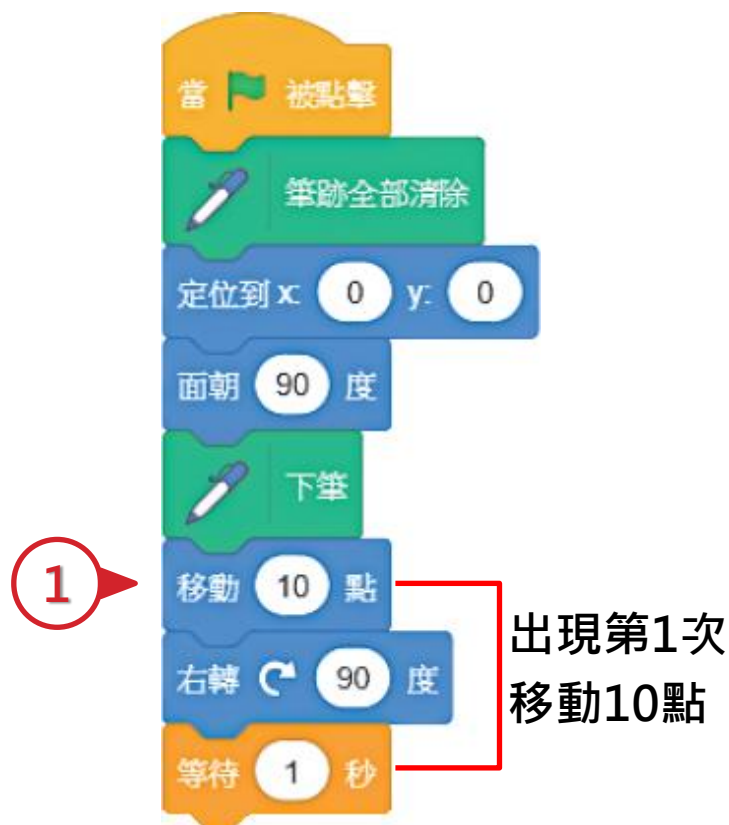 當 被點擊
筆跡全部清除
定位到 x: 0 y: 0
面朝 90 度
下筆
1 移動 10 點
右轉 90 度
等待 1 秒
出現第1次
移動10點